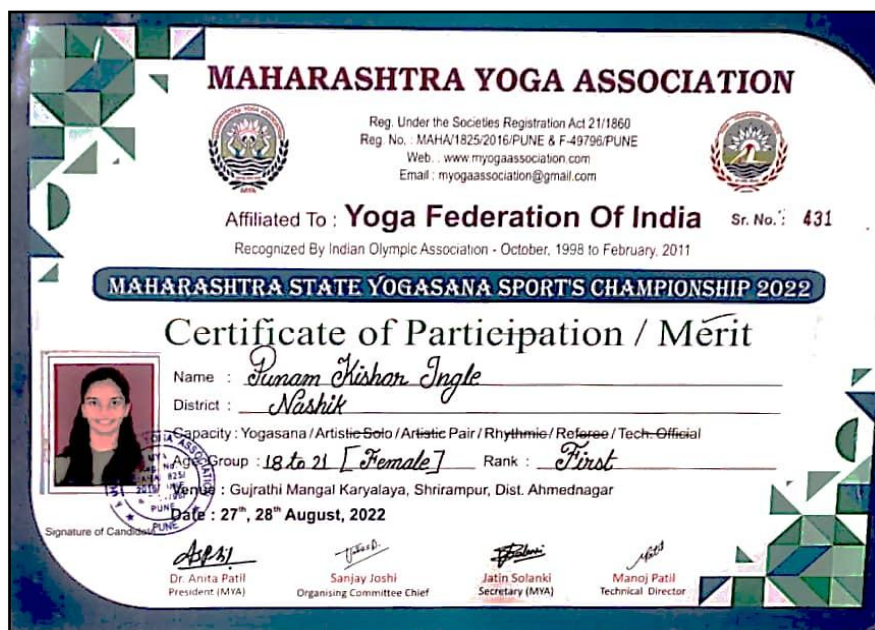 MAHARASHTRA YOGA ASSOCIATION
Reg. Under the Societies Registration Act 21/1860
Reg. No. : MAHA/1825/2016/PUNE & F-49796/PUNE
Web. : www.myogaassociation.com
Email : myogaassociation@gmail.com
MYA
Affiliated To : Yoga Federation Of India Sr. No. : 431
Recognized By Indian Olympic Association - October, 1998 to February, 2011
MAHARASHTRA STATE YOGASANA SPORT'S CHAMPIONSHIP 2022
Certificate of Participation / Merit
Name : Punam Kishor Ingle
District : Nashik
Capacity : Yogasana / Artistic Solo / Artistic Pair / Rhythmic / Referee / Tech. Official
Age Group : 18 to 21 [Female] Rank : First
Venue : Gujrathi Mangal Karyalaya, Shrirampur, Dist. Ahmednagar
Date : 27th, 28th August, 2022
Signature of Candidate
Dr. Anita Patil Sanjay Joshi Jatin Solanki Manoj Patil
President (MYA) Organising Committee Chief Secretary (MYA) Technical Director